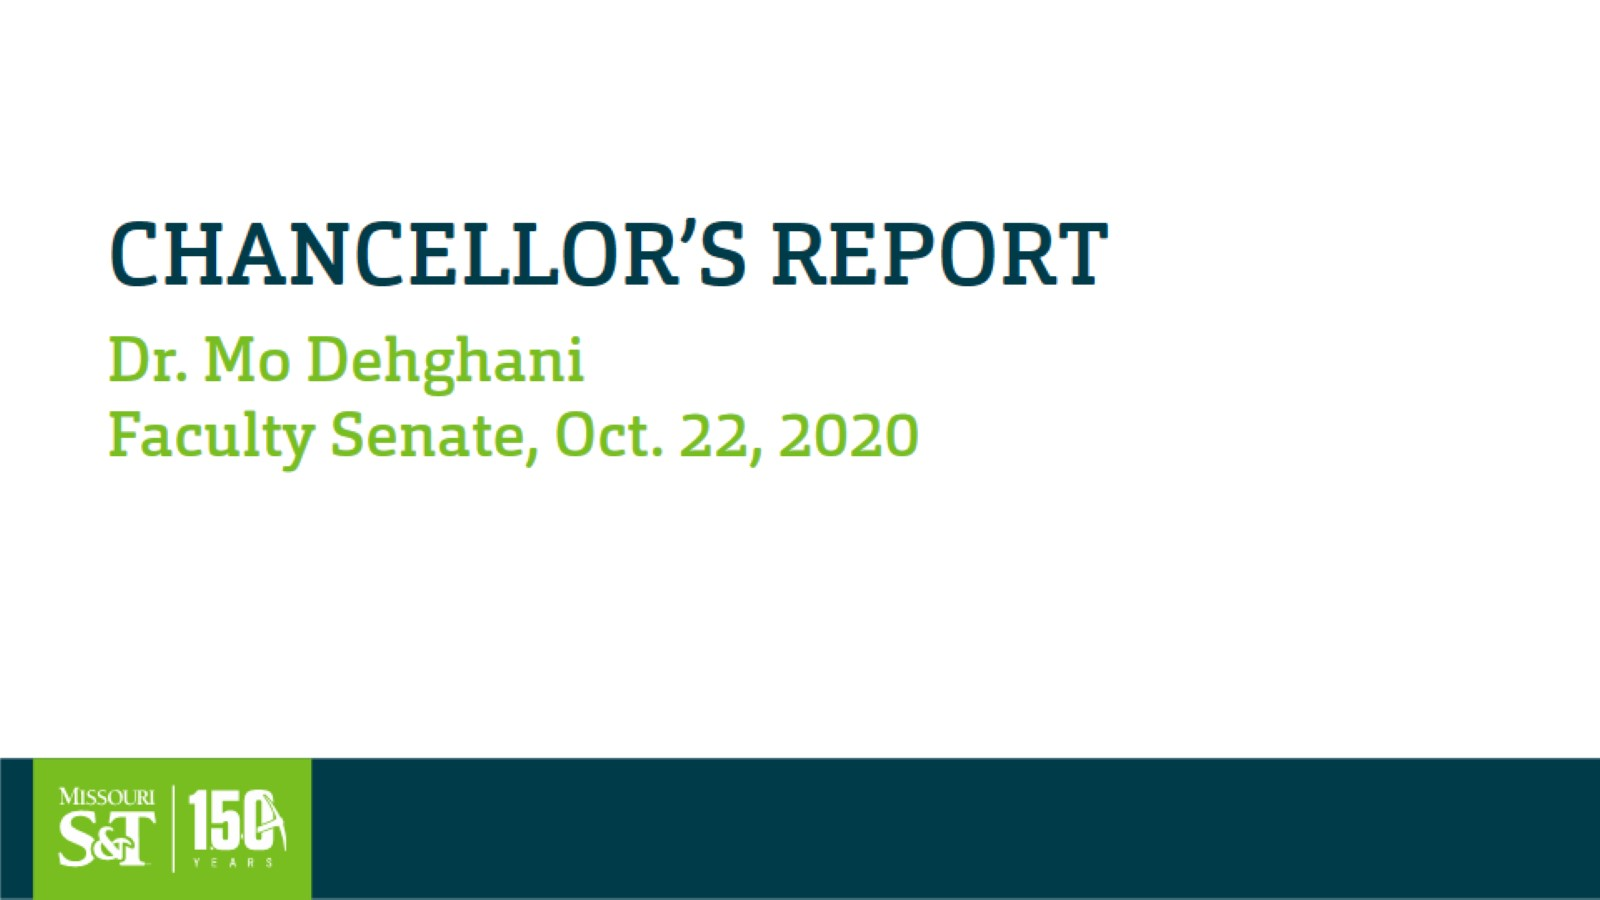 CHANCELLOR’S REPORT
Dr. Mo Dehghani
Faculty Senate, Oct. 22, 2020
MISSOURI
S&T
150
YEARS